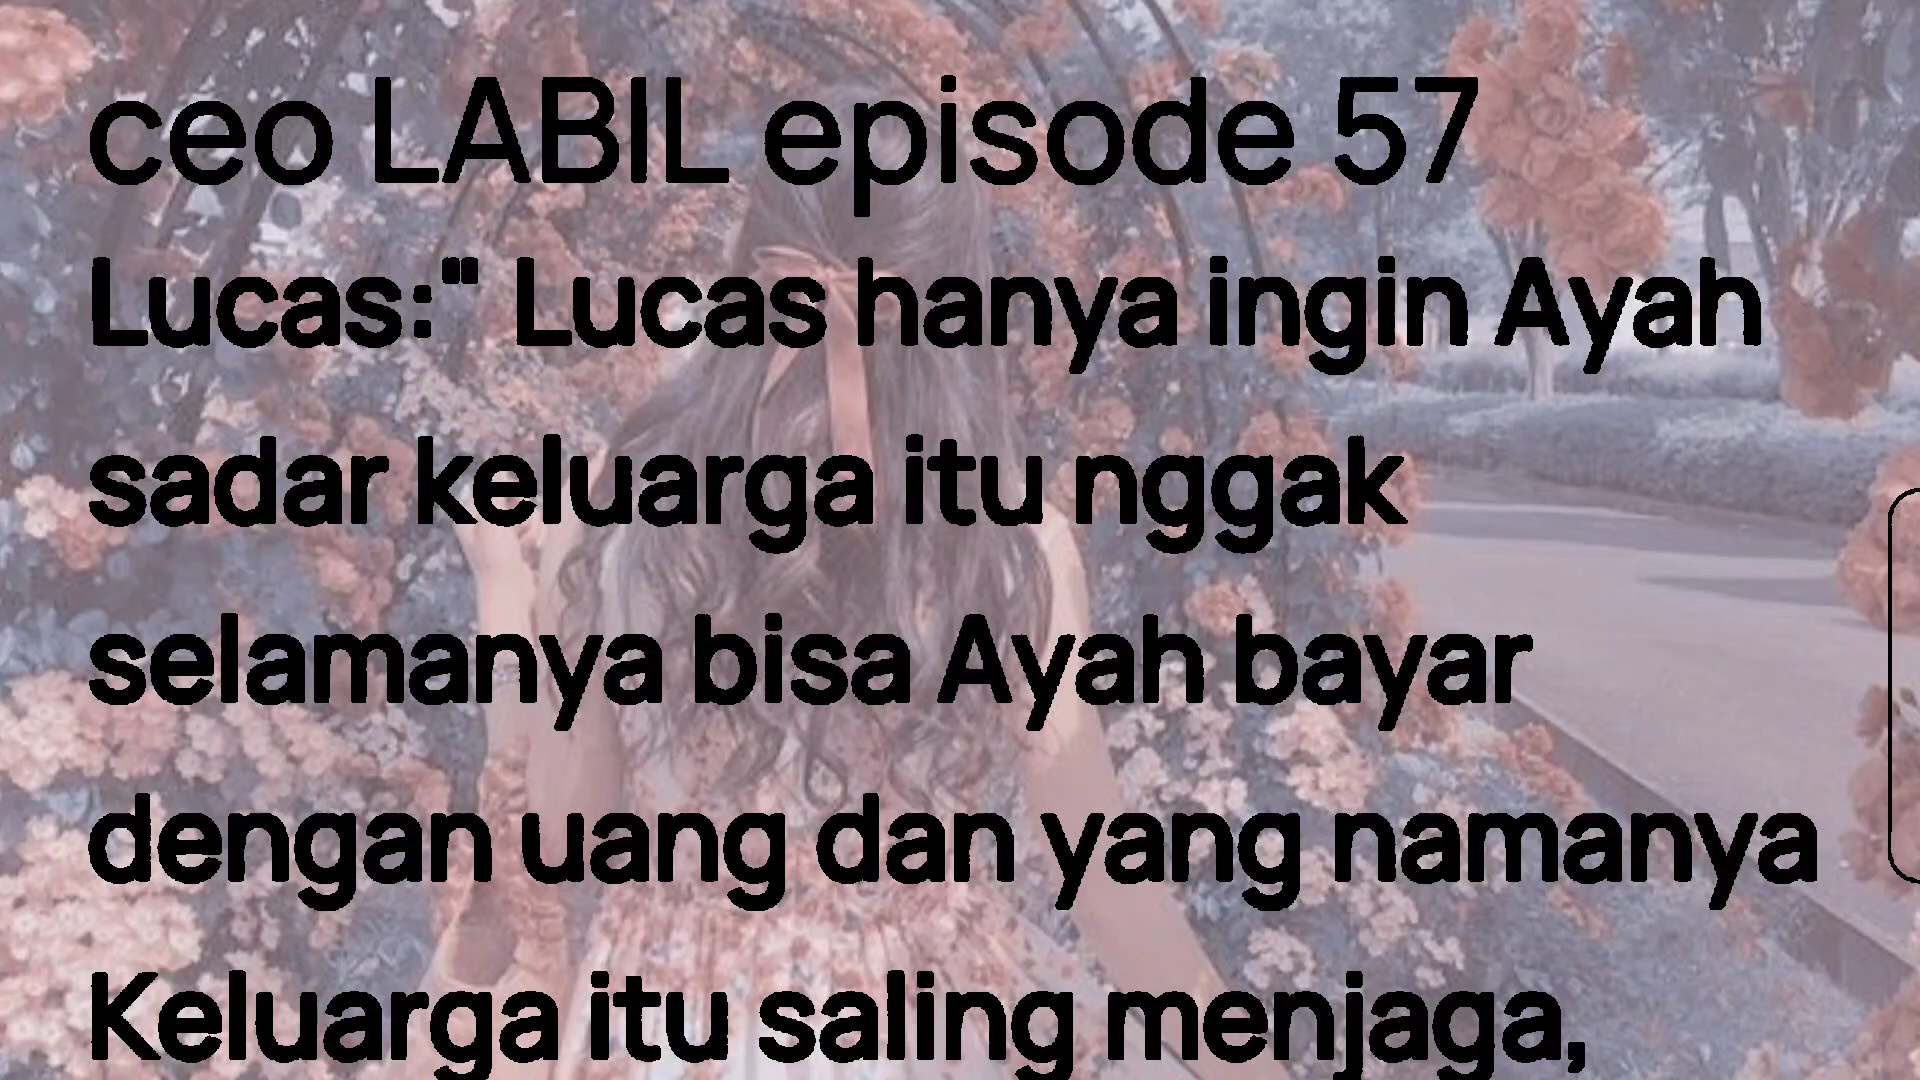 ceo LABIL episode 57
Lucas:" Lucas hanya ingin Ayah
sadar keluarga itu nggak
selamanya bisa Ayah bayar
dengan uang dan yang namanya
Keluarga itu saling menjaga,